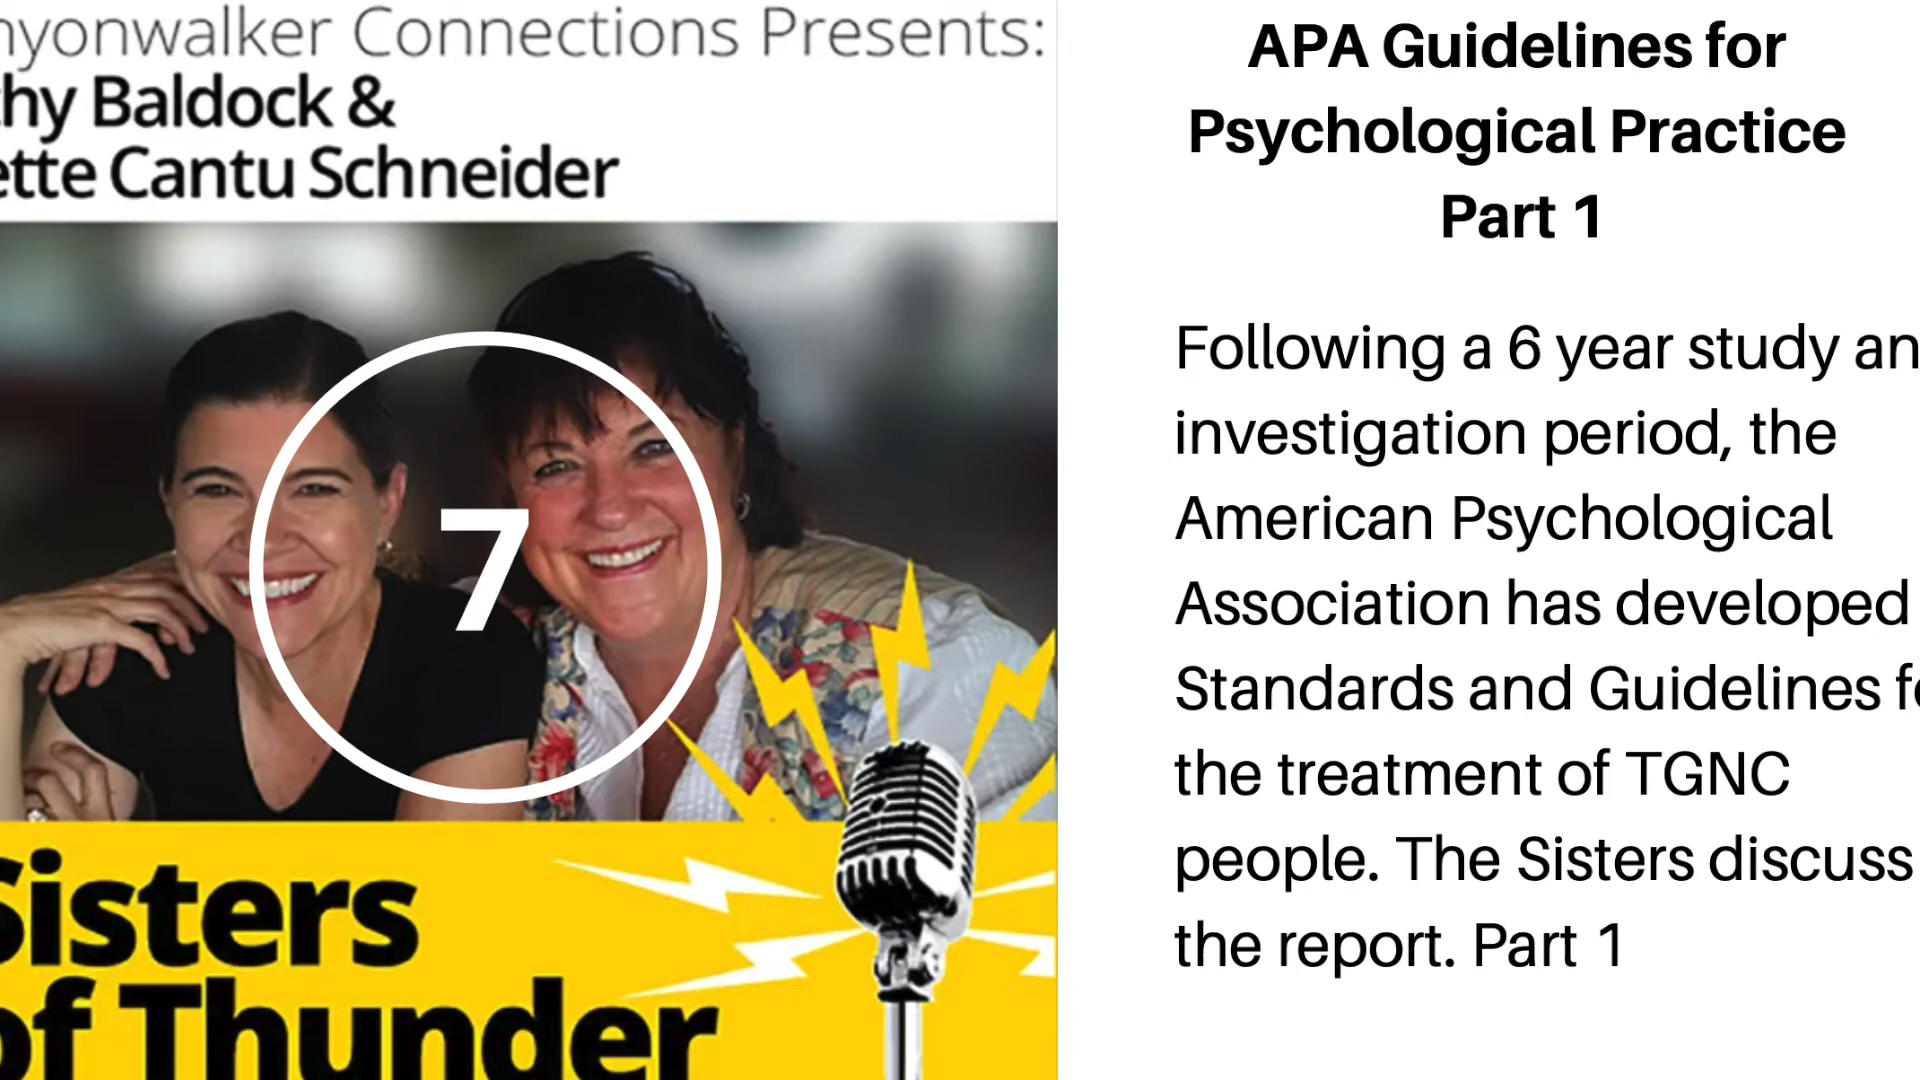 nyonwalker Connections Presents:
thy Baldock &
ette Cantu Schneider
7
Sisters
of Thunder
APA Guidelines for
Psychological Practice
Part 1
Following a 6 year study an
investigation period, the
American Psychological
Association has developed
Standards and Guidelines fo
the treatment of TGNC
people. The Sisters discuss
the report. Part 1